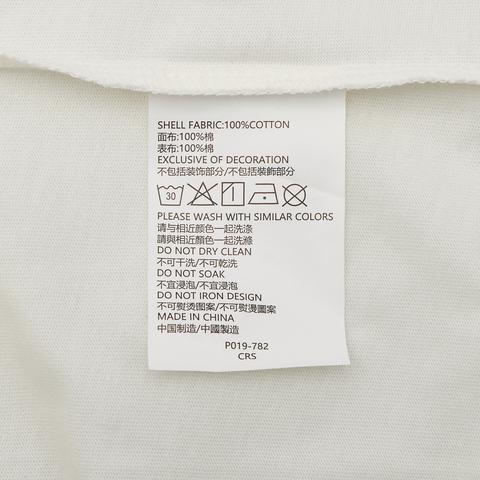 SHELL FABRIC:100%COTTON
面布:100%棉
表布:100%棉
EXCLUSIVE OF DECORATION
不包括装饰部分/不包括裝飾部分
30
PLEASE WASH WITH SIMILAR COLORS
请与相近颜色一起洗涤
請與相近顏色一起洗滌
DO NOT DRY CLEAN
不可干洗/不可乾洗
DO NOT SOAK
不宜浸泡/不宜浸泡
DO NOT IRON DESIGN
不可熨烫图案/不可熨燙圖案
MADE IN CHINA
中国制造/中國製造
P019-782
CRS